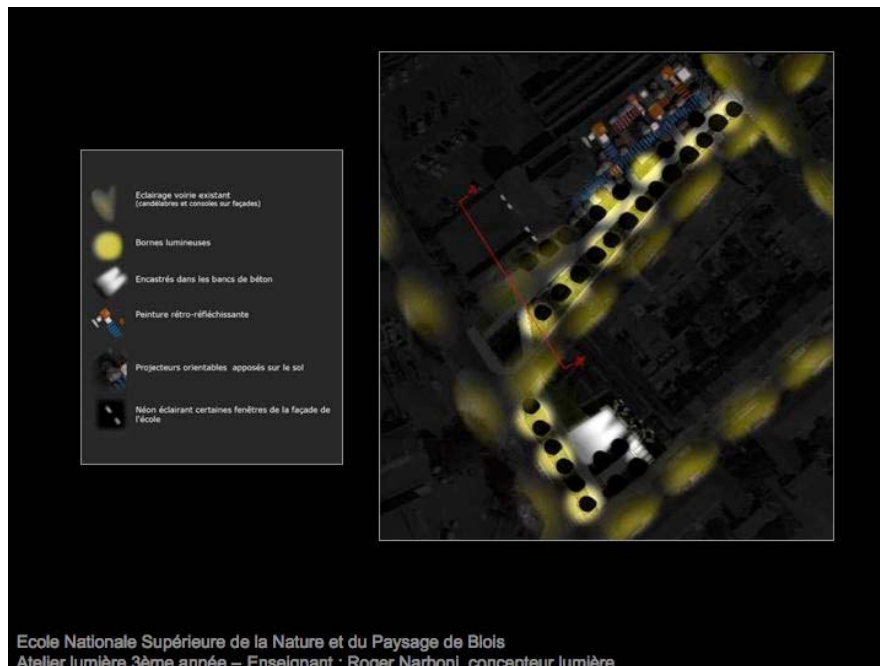 Eclairage voirie existant
(candélabres et consoles sur façades)
Bornes lumineuses
Encastrés dans les bancs de béton
Peinture rétro-réfléchissante
Projecteurs orientables apposés sur le sol
Néon éclairant certaines fenêtres de la façade de
l'école
Ecole Nationale Supérieure de la Nature et du Paysage de Blois
Atelier lumière 3ème année – Enseignant : Roger Narboni, concepteur lumière